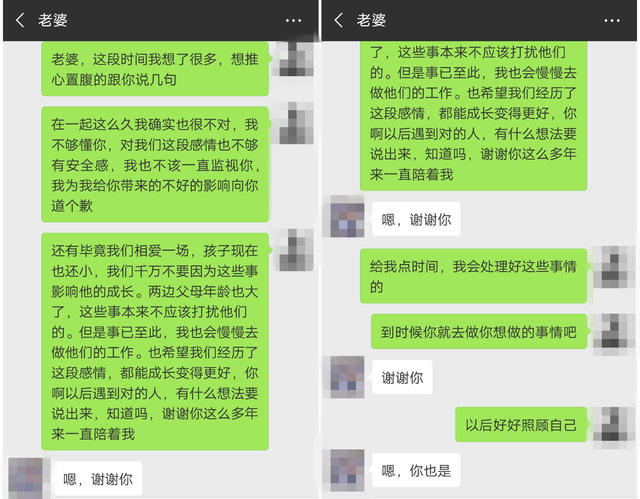 老婆
老婆，这段时间我想了很多，想推
心置腹的跟你说几句
在一起这么久我确实也很不对，我
不够懂你，对我们这段感情也不够
有安全感，我也不该一直监视你，
我为我给你带来的不好的影响向你
道个歉
还有毕竟我们相爱一场，孩子现在
也还小，我们千万不要因为这些事
影响他的成长。两边父母年龄也大
了，这些事本来不应该打扰他们
的。但是事已至此，我也会慢慢去
做他们的工作。也希望我们经历了
这段感情，都能成长变得更好，你
啊以后遇到对的人，有什么想法要
说出来，知道吗，谢谢你这么多年
来一直陪着我
嗯，谢谢你
老婆
了，这些事本来不应该打扰他们
的。但是事已至此，我也会慢慢去
做他们的工作。也希望我们经历了
这段感情，都能成长变得更好，你
啊以后遇到对的人，有什么想法要
说出来，知道吗，谢谢你这么多年
来一直陪着我
嗯，谢谢你
给我点时间，我会处理好这些事情
的
到时候你就去做你想做的事情吧
谢谢你
以后好好照顾自己
嗯，你也是